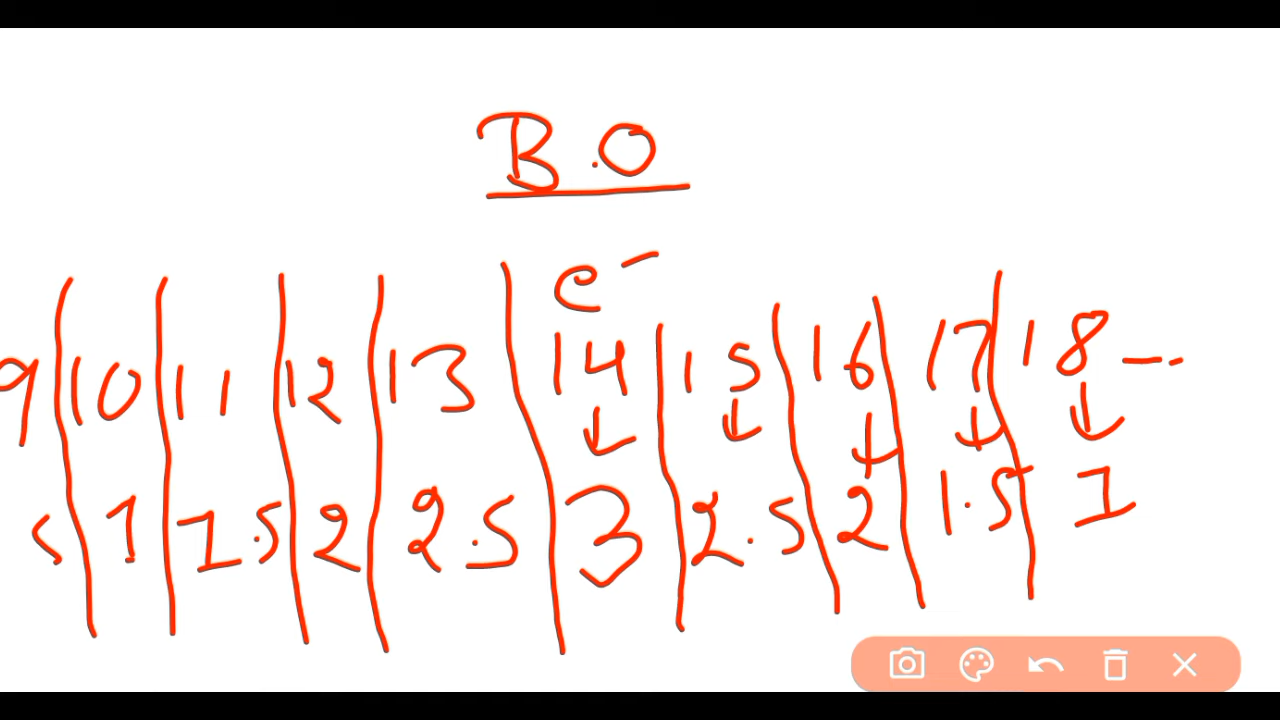 B.O
e⁻
9 | 10 | 11 | 12 | 13 | 14 | 15 | 16 | 17 | 18 --
5 | 1 | 1.5 | 2 | 2.5 | 3 | 2.5 | 2 | 1.5 | 1